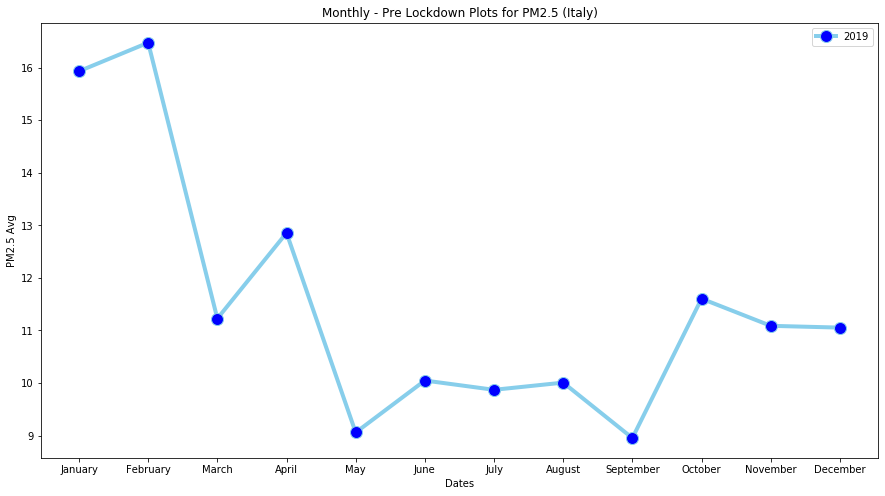 Monthly - Pre Lockdown Plots for PM2.5 (Italy)
2019
16
15
14
13
12
11
10
9
PM2.5 Avg
January February March April May June July August September October November December
Dates